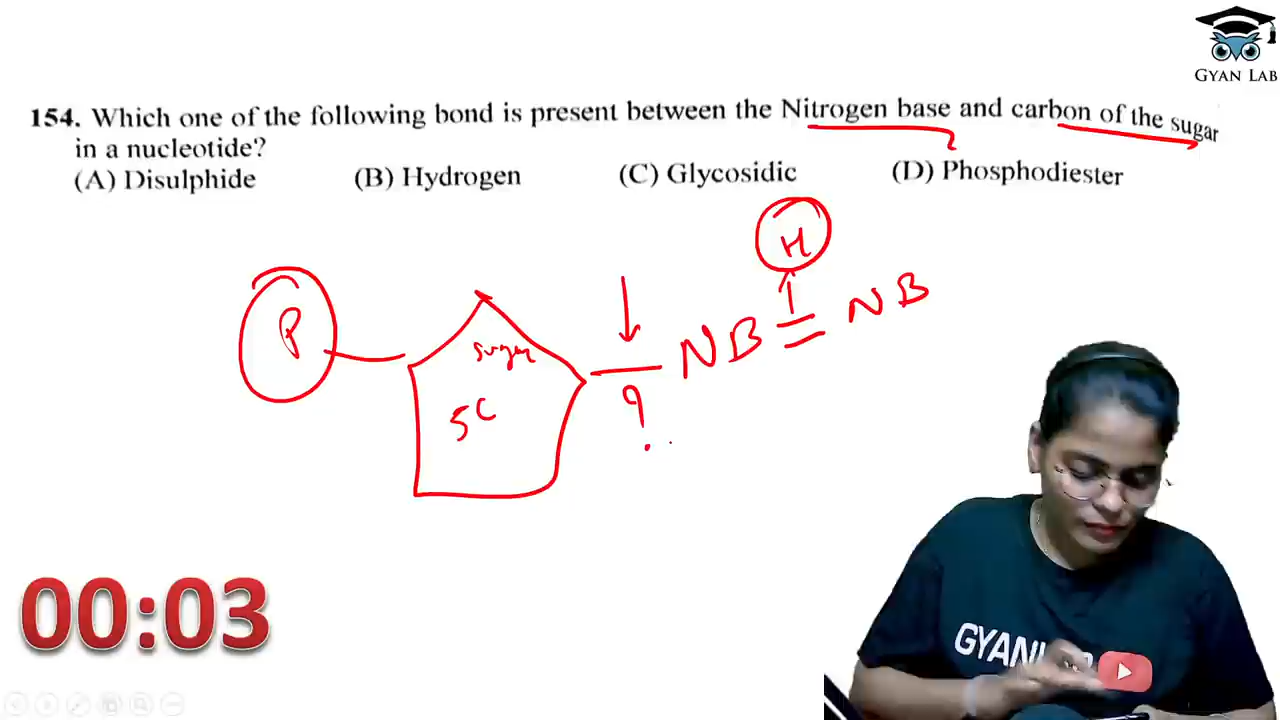 GYAN LAB
154. Which one of the following bond is present between the Nitrogen base and carbon of the sugar
in a nucleotide?
(A) Disulphide (B) Hydrogen (C) Glycosidic (D) Phosphodiester
H
P
sugar
5C
NB = NB
?
00:03
GYAN